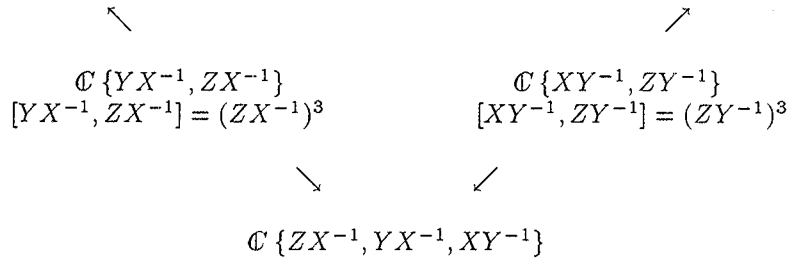 ℂ {YX⁻¹, ZX⁻¹}
[YX⁻¹, ZX⁻¹] = (ZX⁻¹)³
ℂ {XY⁻¹, ZY⁻¹}
[XY⁻¹, ZY⁻¹] = (ZY⁻¹)³
ℂ {ZX⁻¹, YX⁻¹, XY⁻¹}